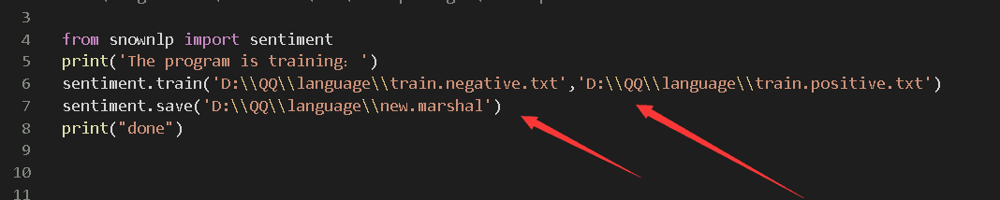 3
4 from snownlp import sentiment
5 print('The program is training：')
6 sentiment.train('D:\\QQ\\language\\train.negative.txt','D:\\QQ\\language\\train.positive.txt')
7 sentiment.save('D:\\QQ\\language\\new.marshal')
8 print("done")
9
10
11